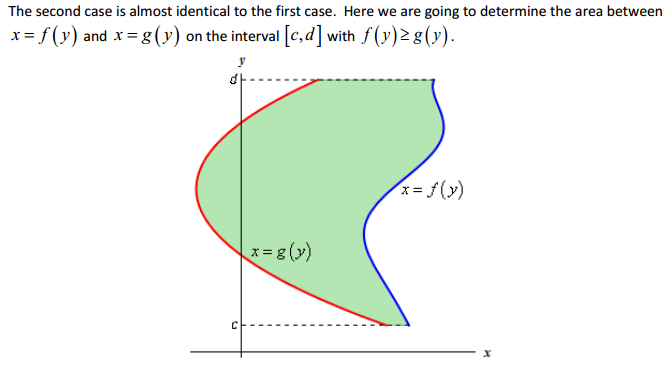 The second case is almost identical to the first case. Here we are going to determine the area between
x = f(y) and x = g(y) on the interval [c,d] with f(y) ≥ g(y).
y
d
x = f(y)
x = g(y)
c
x